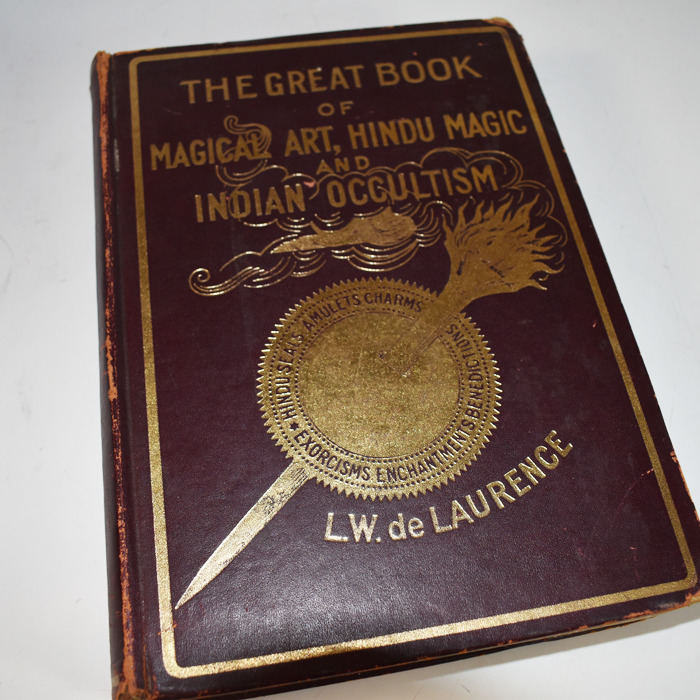 THE GREAT BOOK
OF
MAGICAL ART, HINDU MAGIC
AND
INDIAN OCCULTISM
HINDU SEALS AMULETS CHARMS
BENEDICTIONS
★ EXORCISMS ENCHANTMENTS
L.W. de LAURENCE